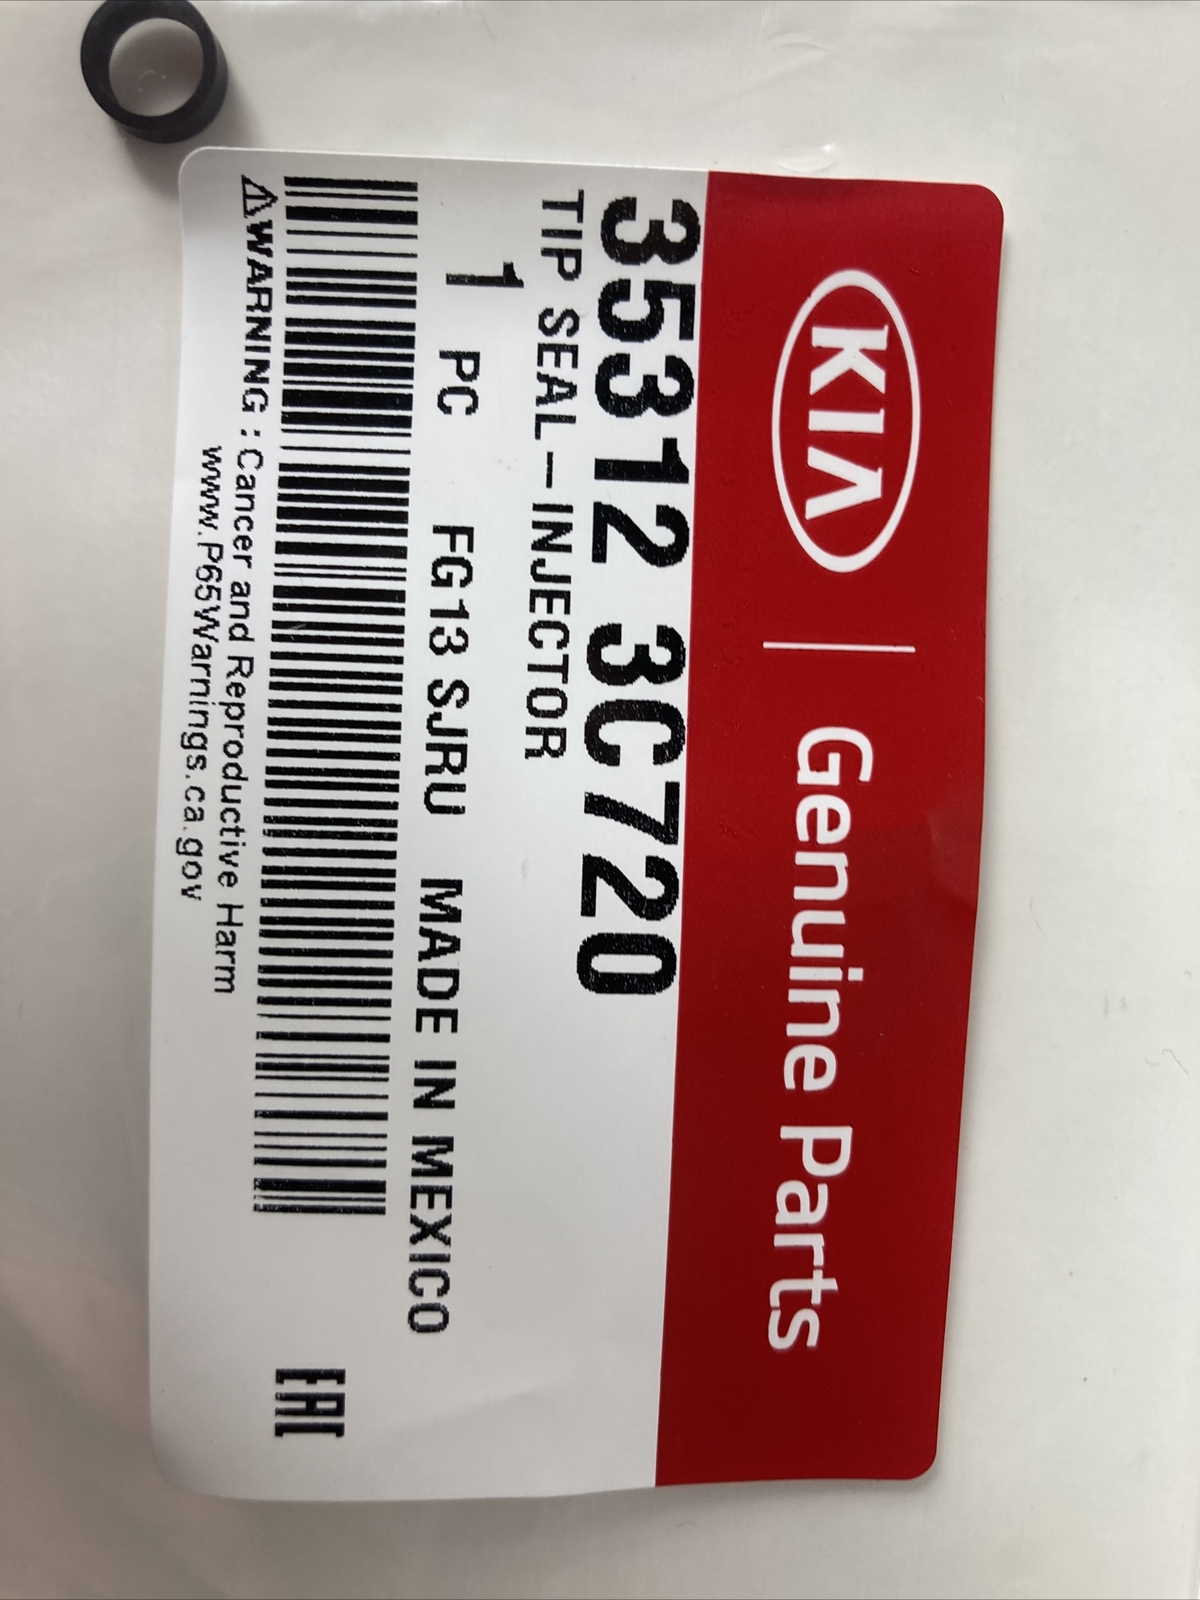 KIA | Genuine Parts
35312 3C720
TIP SEAL-INJECTOR
1 PC FG13 SJRU MADE IN MEXICO
⚠WARNING : Cancer and Reproductive Harm
www.P65Warnings.ca.gov
EAC